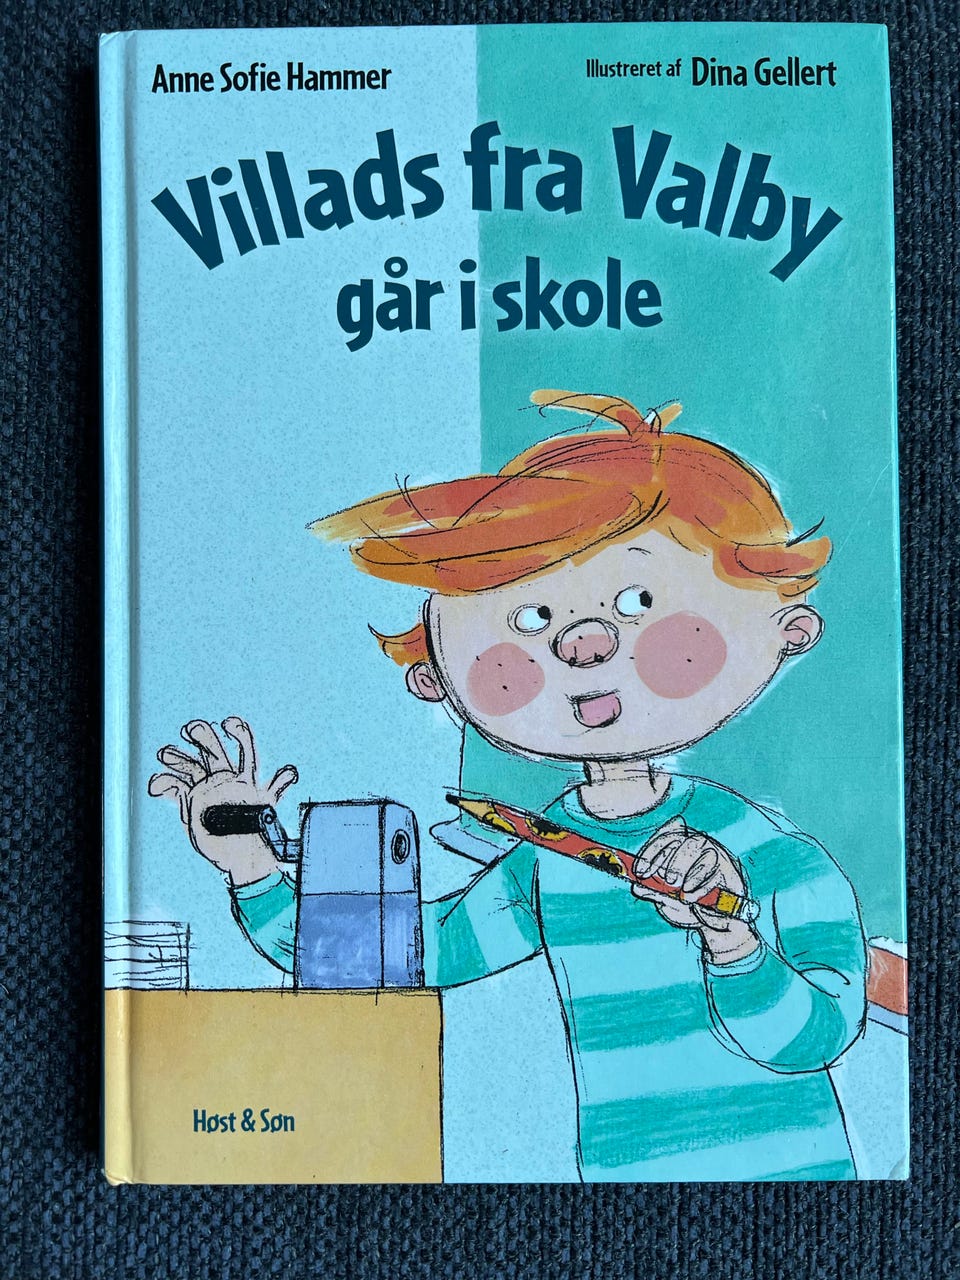 Anne Sofie Hammer
Illustreret af Dina Gellert
Villads fra Valby
går i skole
Høst & Søn